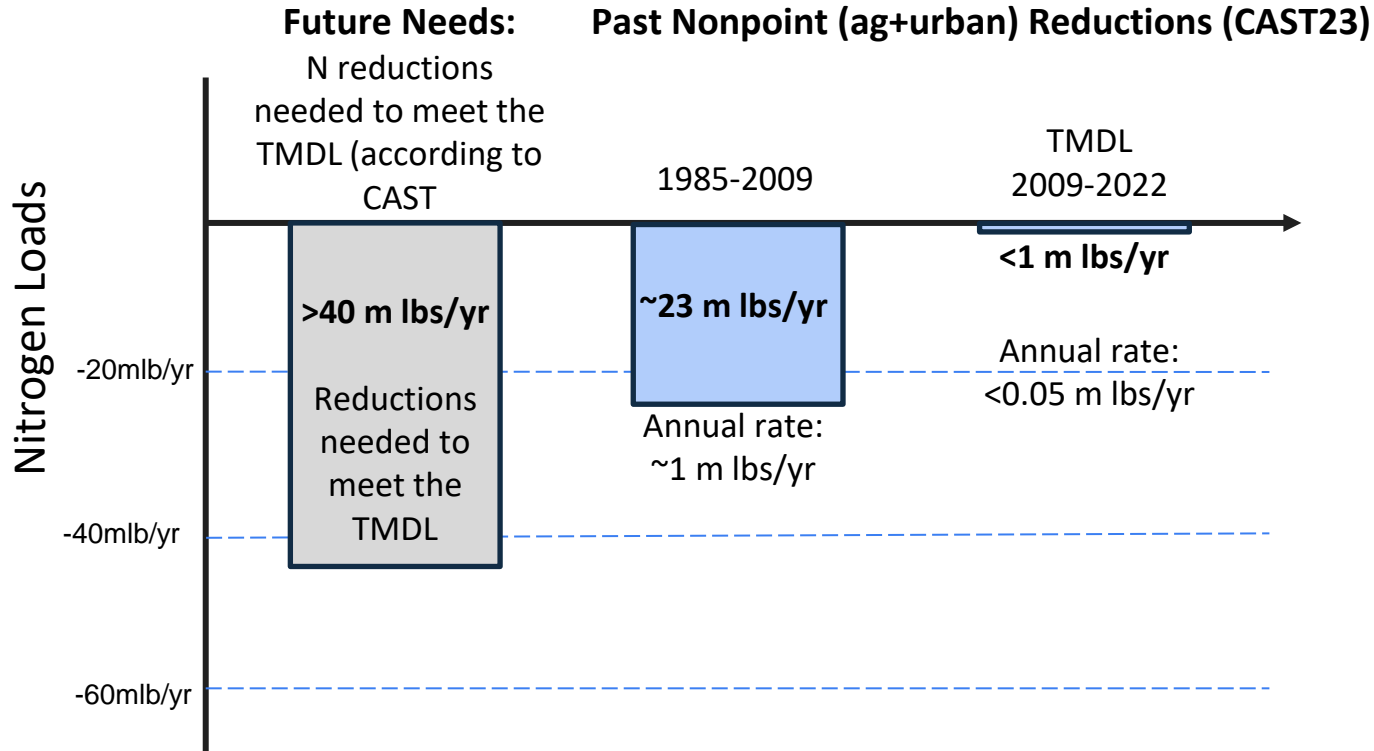 Future Needs:
N reductions
needed to meet the
TMDL (according to
CAST
Past Nonpoint (ag+urban) Reductions (CAST23)
1985-2009
TMDL
2009-2022
Nitrogen Loads
-20mlb/yr
-40mlb/yr
-60mlb/yr
>40 m lbs/yr
Reductions
needed to
meet the
TMDL
~23 m lbs/yr
Annual rate:
~1 m lbs/yr
<1 m lbs/yr
Annual rate:
<0.05 m lbs/yr